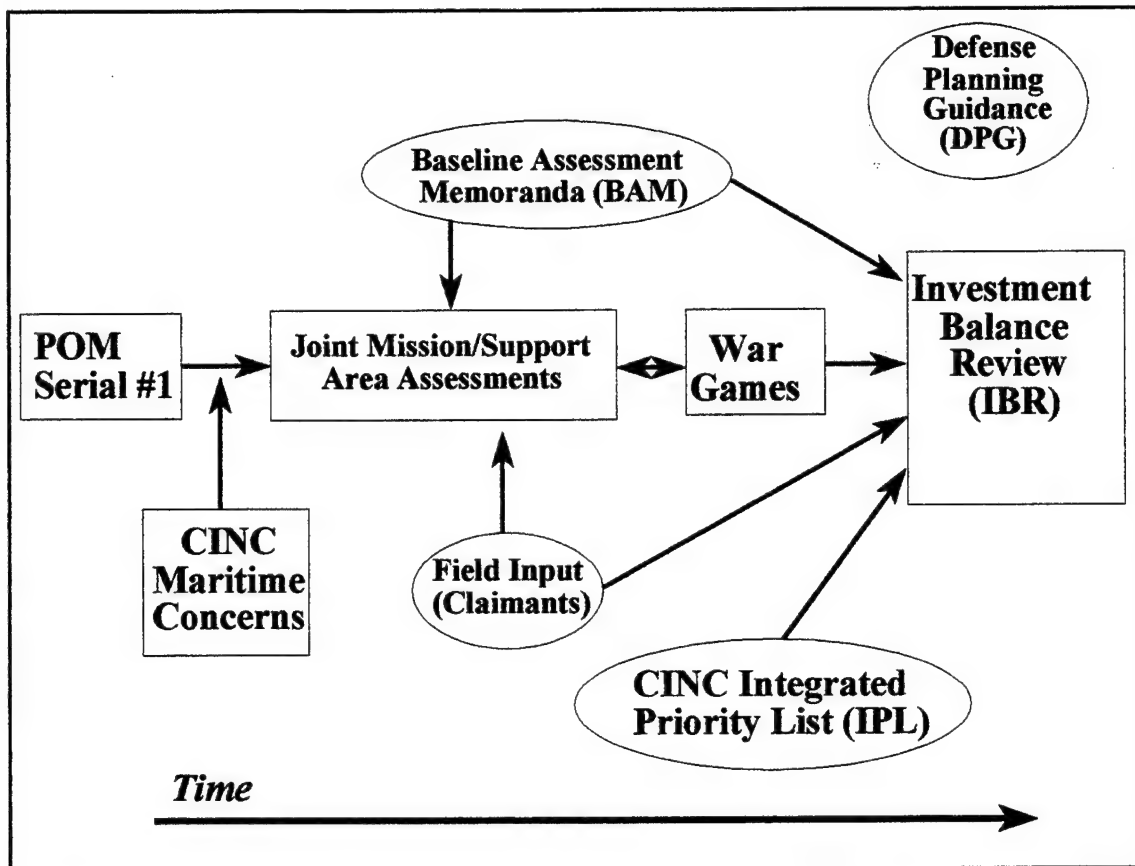 Defense
Planning
Guidance
(DPG)
Baseline Assessment
Memoranda (BAM)
POM
Serial #1
Joint Mission/Support
Area Assessments
War
Games
Investment
Balance
Review
(IBR)
CINC
Maritime
Concerns
Field Input
(Claimants)
CINC Integrated
Priority List (IPL)
Time